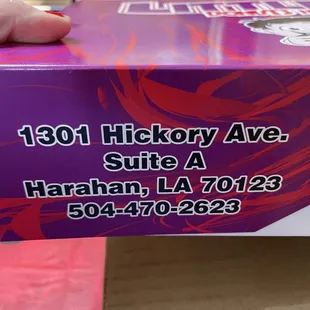 1301 Hickory Ave.
Suite A
Harahan, LA 70123
504-470-2623